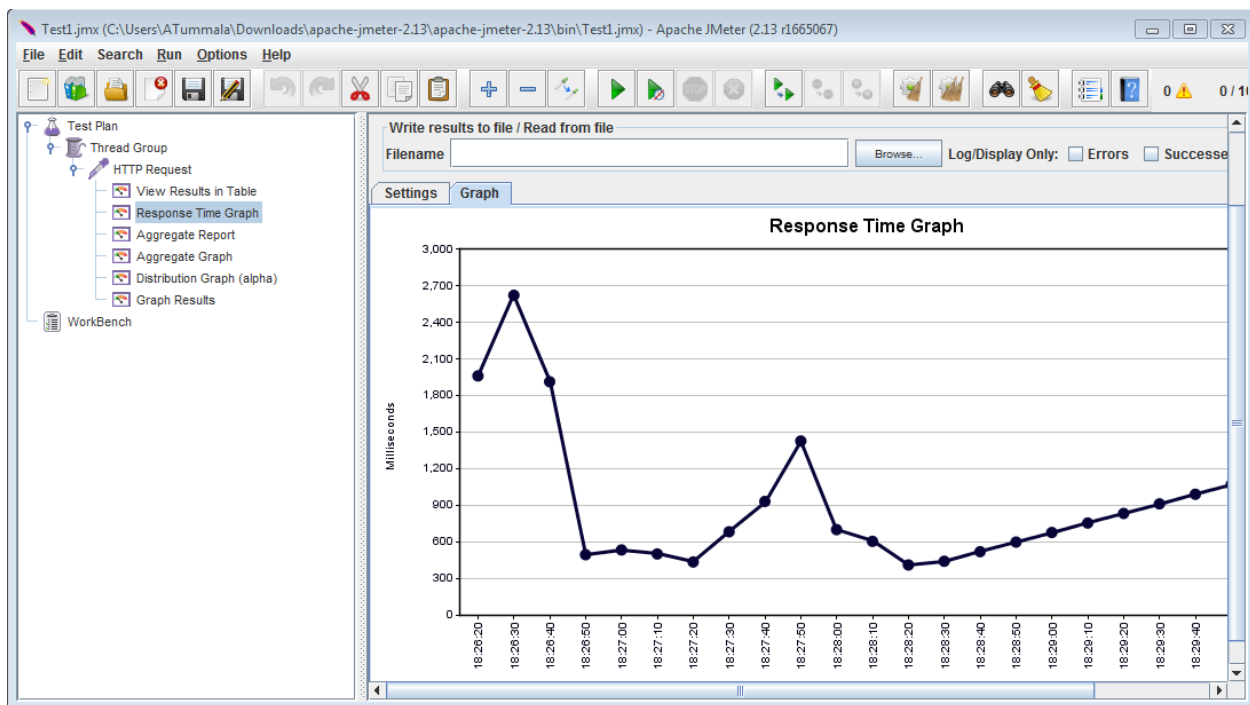 Test1.jmx (C:\Users\ATummala\Downloads\apache-jmeter-2.13\apache-jmeter-2.13\bin\Test1.jmx) - Apache JMeter (2.13 r1665067)
File Edit Search Run Options Help
STOP
0
0 / 1
Test Plan
Thread Group
HTTP Request
View Results in Table
Response Time Graph
Aggregate Report
Aggregate Graph
Distribution Graph (alpha)
Graph Results
WorkBench
Write results to file / Read from file
Filename
Browse...
Log/Display Only:
Errors
Successe
Settings
Graph
Response Time Graph
Milliseconds
3,000
2,700
2,400
2,100
1,800
1,500
1,200
900
600
300
0
18:26:20
18:26:30
18:26:40
18:26:50
18:27:00
18:27:10
18:27:20
18:27:30
18:27:40
18:27:50
18:28:00
18:28:10
18:28:20
18:28:30
18:28:40
18:28:50
18:29:00
18:29:10
18:29:20
18:29:30
18:29:40